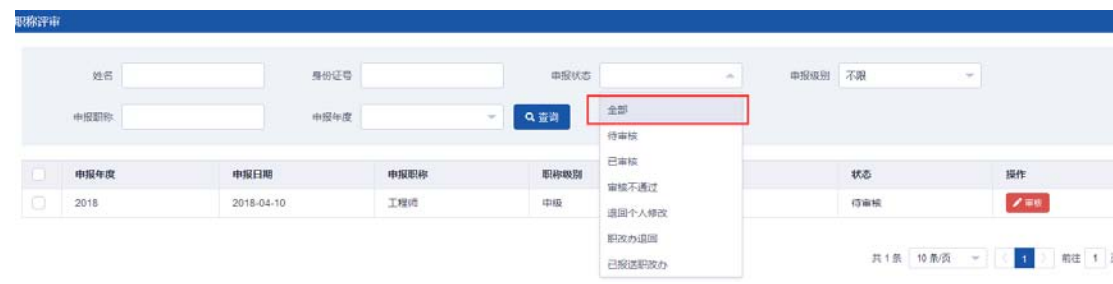 职称评审
姓名 身份证号 申报状态 申报级别 不限
申报职称 申报年度 查询
全部
待审核
已审核
审核不通过
退回个人修改
职改办退回
已报送职改办
申报年度 申报日期 申报职称 职称级别 状态 操作
2018 2018-04-10 工程师 中级 待审核 审核
共 1 条 10 条/页 1 前往 1